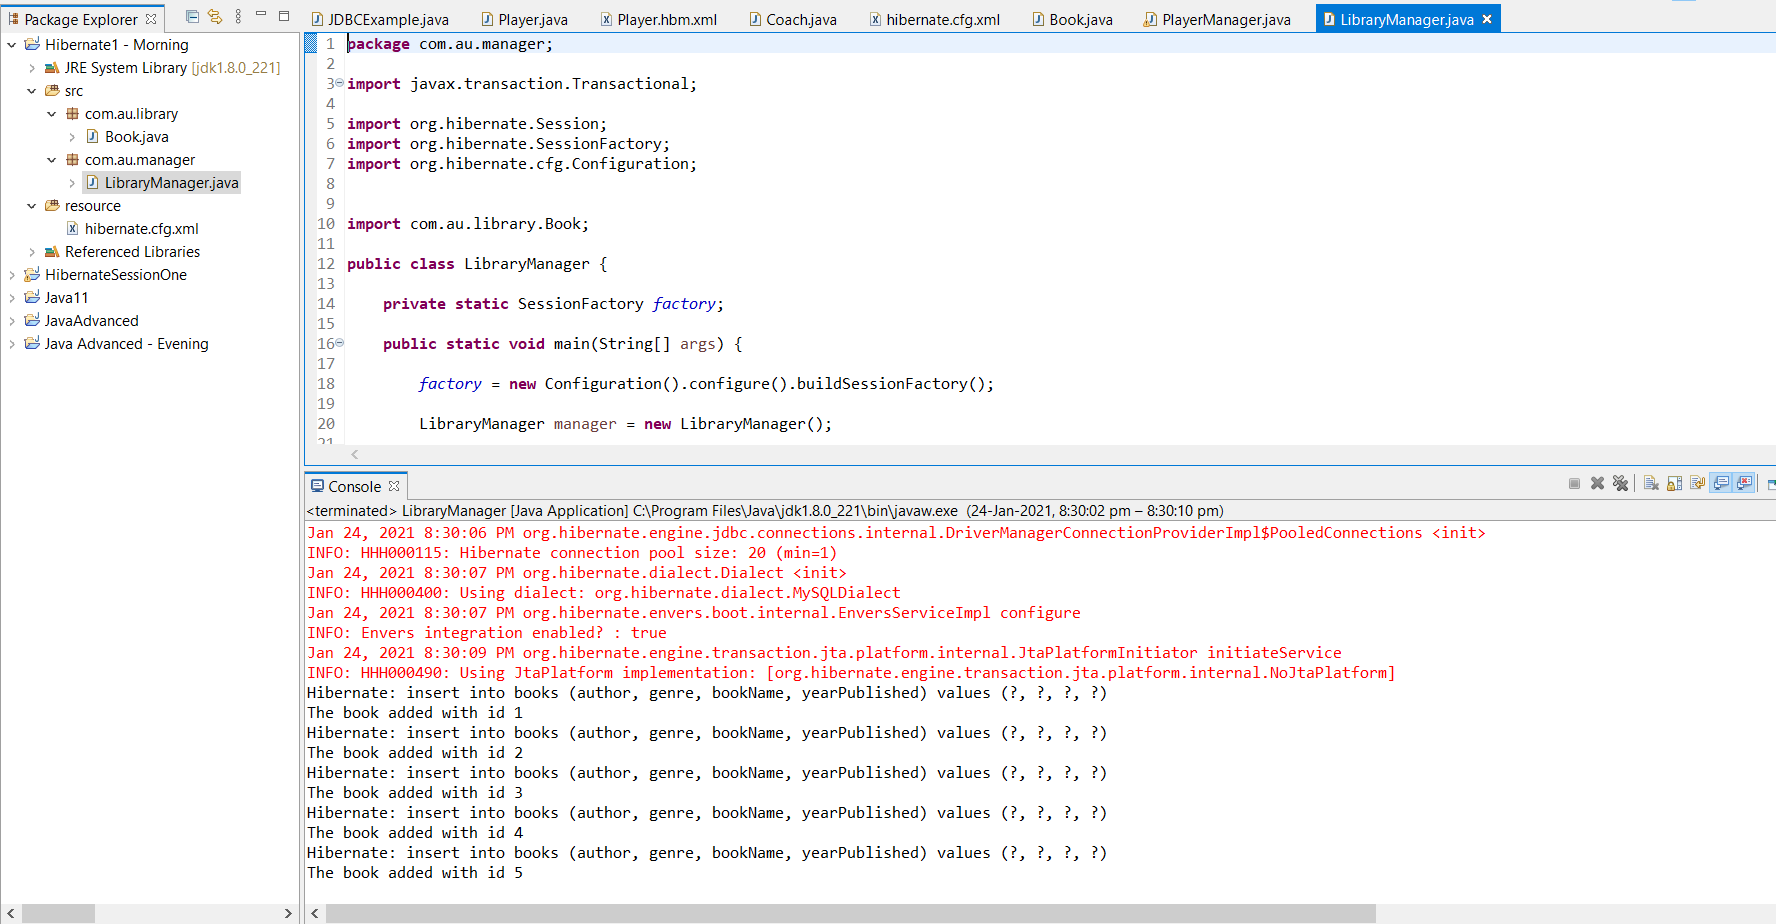 Package Explorer
Hibernate1 - Morning
JRE System Library [jdk1.8.0_221]
src
com.au.library
Book.java
com.au.manager
LibraryManager.java
resource
hibernate.cfg.xml
Referenced Libraries
HibernateSessionOne
Java11
JavaAdvanced
Java Advanced - Evening
JDBCExample.java Player.java Player.hbm.xml Coach.java hibernate.cfg.xml Book.java PlayerManager.java LibraryManager.java
1 package com.au.manager;
2
3 import javax.transaction.Transactional;
4
5 import org.hibernate.Session;
6 import org.hibernate.SessionFactory;
7 import org.hibernate.cfg.Configuration;
8
9
10 import com.au.library.Book;
11
12 public class LibraryManager {
13
14 private static SessionFactory factory;
15
16 public static void main(String[] args) {
17
18 factory = new Configuration().configure().buildSessionFactory();
19
20 LibraryManager manager = new LibraryManager();
21
Console
<terminated> LibraryManager [Java Application] C:\Program Files\Java\jdk1.8.0_221\bin\javaw.exe (24-Jan-2021, 8:30:02 pm – 8:30:10 pm)
Jan 24, 2021 8:30:06 PM org.hibernate.engine.jdbc.connections.internal.DriverManagerConnectionProviderImpl$PooledConnections <init>
INFO: HHH000115: Hibernate connection pool size: 20 (min=1)
Jan 24, 2021 8:30:07 PM org.hibernate.dialect.Dialect <init>
INFO: HHH000400: Using dialect: org.hibernate.dialect.MySQLDialect
Jan 24, 2021 8:30:07 PM org.hibernate.envers.boot.internal.EnversServiceImpl configure
INFO: Envers integration enabled? : true
Jan 24, 2021 8:30:09 PM org.hibernate.engine.transaction.jta.platform.internal.JtaPlatformInitiator initiateService
INFO: HHH000490: Using JtaPlatform implementation: [org.hibernate.engine.transaction.jta.platform.internal.NoJtaPlatform]
Hibernate: insert into books (author, genre, bookName, yearPublished) values (?, ?, ?, ?)
The book added with id 1
Hibernate: insert into books (author, genre, bookName, yearPublished) values (?, ?, ?, ?)
The book added with id 2
Hibernate: insert into books (author, genre, bookName, yearPublished) values (?, ?, ?, ?)
The book added with id 3
Hibernate: insert into books (author, genre, bookName, yearPublished) values (?, ?, ?, ?)
The book added with id 4
Hibernate: insert into books (author, genre, bookName, yearPublished) values (?, ?, ?, ?)
The book added with id 5